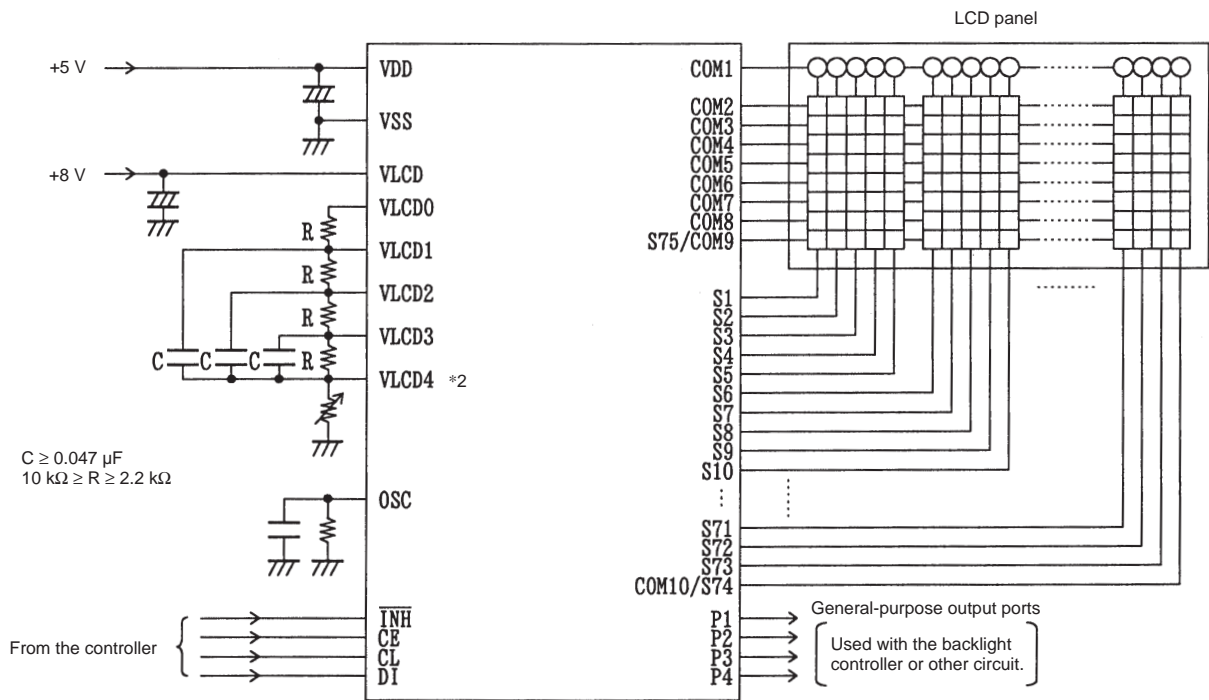 LCD panel
+5 V
VDD
COM1
COM2
VSS
COM3
COM4
COM5
+8 V
VLCD
COM6
COM7
VLCD0
COM8
R
VLCD1
S75/COM9
R
VLCD2
S1
S2
R
VLCD3
S3
S4
C
C
C
R
VLCD4 *2
S5
S6
S7
S8
C ≥ 0.047 µF
S9
10 kΩ ≥ R ≥ 2.2 kΩ
S10
OSC
S71
S72
S73
COM10/S74
From the controller
INH
CE
CL
DI
P1
P2
P3
P4
General-purpose output ports
Used with the backlight
controller or other circuit.